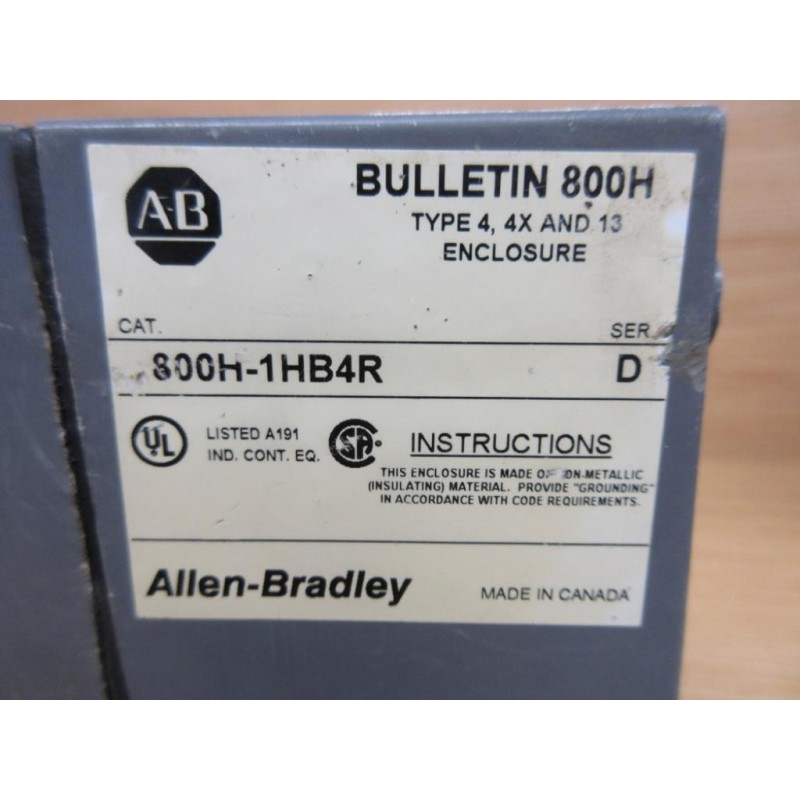 AB
BULLETIN 800H
TYPE 4, 4X AND 13
ENCLOSURE
CAT.
SER.
800H-1HB4R
D
UL
LISTED A191
IND. CONT. EQ.
SA
INSTRUCTIONS
THIS ENCLOSURE IS MADE OF
(INSULATING) MATERIAL. PROVIDE "GROUNDING"
IN ACCORDANCE WITH CODE REQUIREMENTS.
Allen-Bradley
MADE IN CANADA